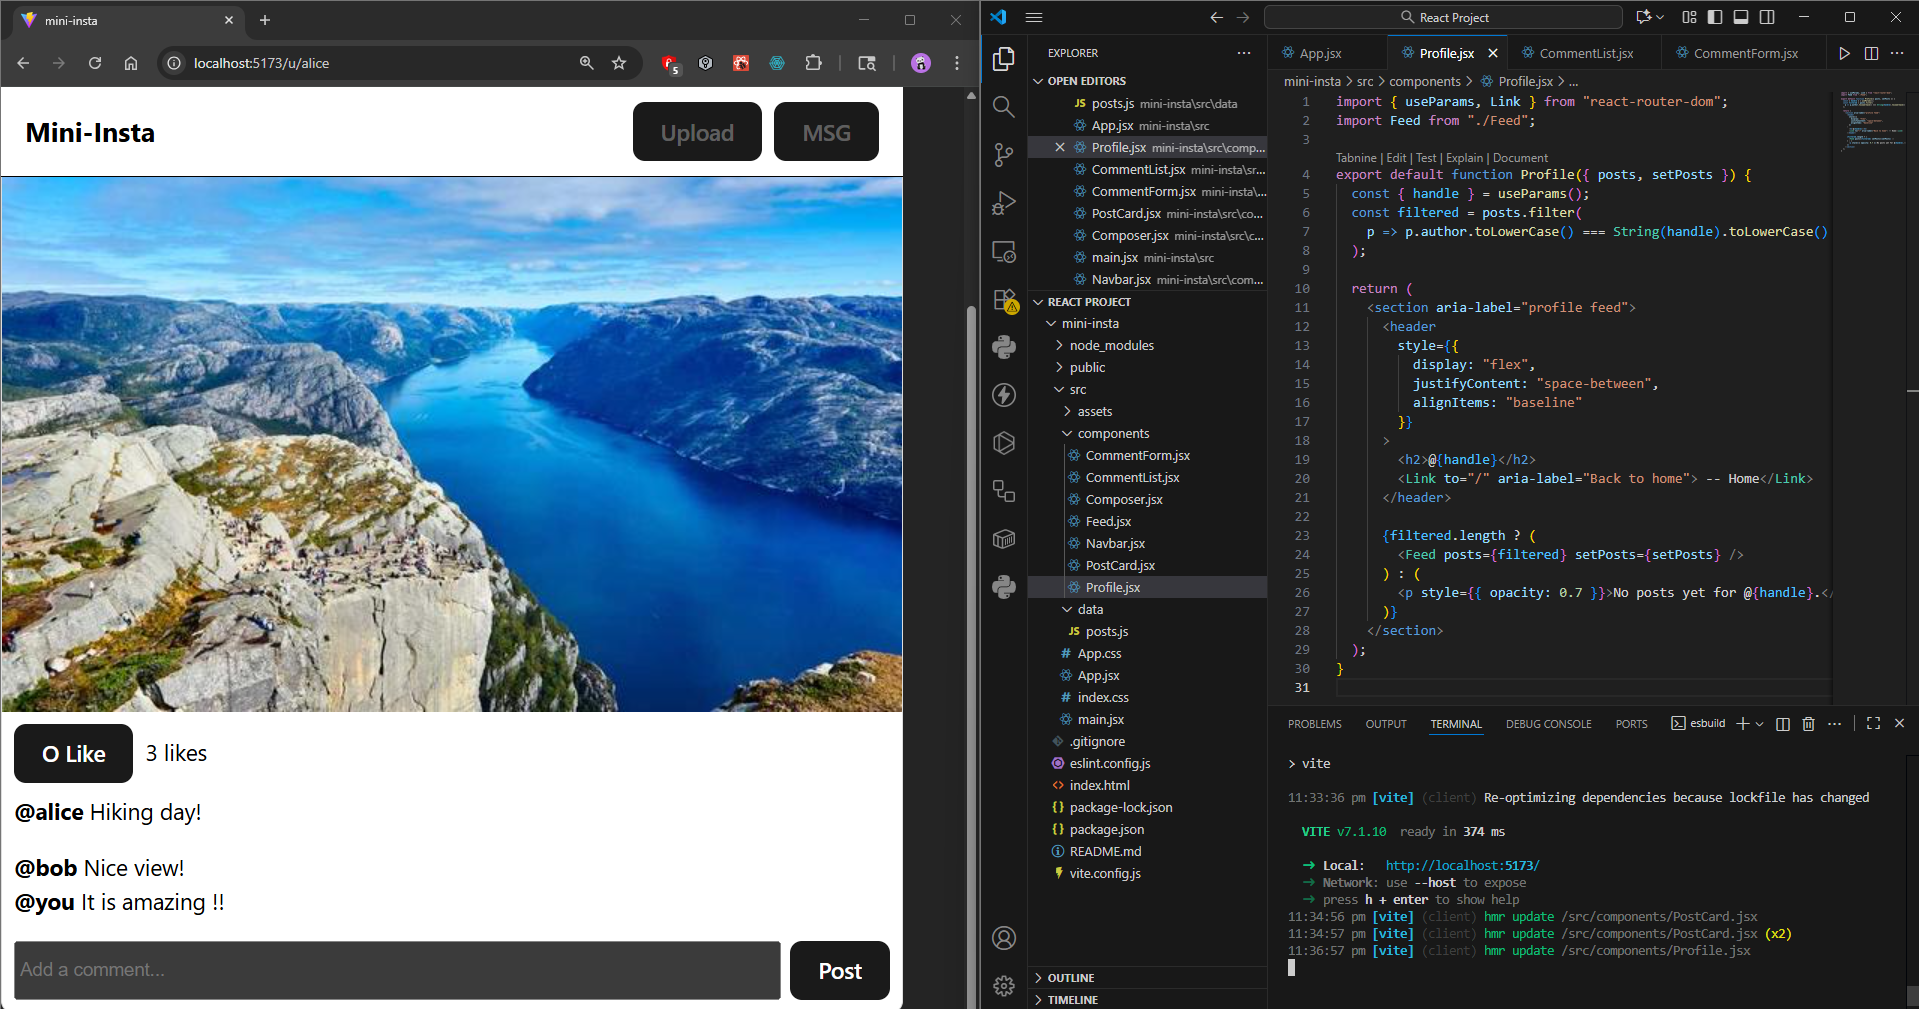 mini-insta
localhost:5173/u/alice
5
Mini-Insta
Upload
MSG
O Like
3 likes
@alice Hiking day!
@bob Nice view!
@you It is amazing !!
Add a comment...
Post
React Project
EXPLORER
OPEN EDITORS
JS posts.js mini-insta\src\data
App.jsx mini-insta\src
Profile.jsx mini-insta\src\comp...
CommentList.jsx mini-insta\sr...
CommentForm.jsx mini-insta\...
PostCard.jsx mini-insta\src\co...
Composer.jsx mini-insta\src\c...
main.jsx mini-insta\src
Navbar.jsx mini-insta\src\com...
REACT PROJECT
mini-insta
node_modules
public
src
assets
components
CommentForm.jsx
CommentList.jsx
Composer.jsx
Feed.jsx
Navbar.jsx
PostCard.jsx
Profile.jsx
data
JS posts.js
# App.css
App.jsx
# index.css
main.jsx
.gitignore
eslint.config.js
<> index.html
{} package-lock.json
{} package.json
README.md
vite.config.js
OUTLINE
TIMELINE
App.jsx
Profile.jsx
CommentList.jsx
CommentForm.jsx
mini-insta > src > components > Profile.jsx > ...
1 import { useParams, Link } from "react-router-dom";
2 import Feed from "./Feed";
3
Tabnine | Edit | Test | Explain | Document
4 export default function Profile({ posts, setPosts }) {
5 const { handle } = useParams();
6 const filtered = posts.filter(
7 p => p.author.toLowerCase() === String(handle).toLowerCase()
8 );
9
10 return (
11 <section aria-label="profile feed">
12 <header
13 style={{
14 display: "flex",
15 justifyContent: "space-between",
16 alignItems: "baseline"
17 }}
18 >
19 <h2>@{handle}</h2>
20 <Link to="/" aria-label="Back to home"> -- Home</Link>
21 </header>
22
23 {filtered.length ? (
24 <Feed posts={filtered} setPosts={setPosts} />
25 ) : (
26 <p style={{ opacity: 0.7 }}>No posts yet for @{handle}.</
27 )}
28 </section>
29 );
30 }
31
PROBLEMS
OUTPUT
TERMINAL
DEBUG CONSOLE
PORTS
esbuild
> vite
11:33:36 pm [vite] (client) Re-optimizing dependencies because lockfile has changed
VITE v7.1.10 ready in 374 ms
➜ Local: http://localhost:5173/
➜ Network: use --host to expose
➜ press h + enter to show help
11:34:56 pm [vite] (client) hmr update /src/components/PostCard.jsx
11:34:57 pm [vite] (client) hmr update /src/components/PostCard.jsx (x2)
11:36:57 pm [vite] (client) hmr update /src/components/Profile.jsx